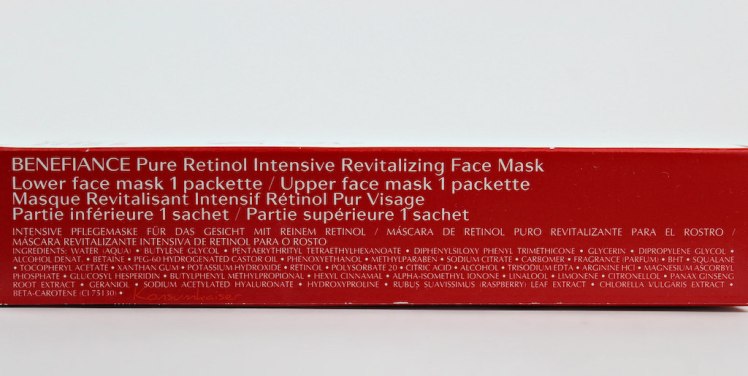 BENEFIANCE Pure Retinol Intensive Revitalizing Face Mask
Lower face mask 1 packette / Upper face mask 1 packette
Masque Revitalisant Intensif Rétinol Pur Visage
Partie inférieure 1 sachet / Partie supérieure 1 sachet
INTENSIVE PFLEGEMASKE FÜR DAS GESICHT MIT REINEM RETINOL / MÁSCARA DE RETINOL PURO REVITALIZANTE PARA EL ROSTRO /
MÁSCARA REVITALIZANTE INTENSIVA DE RETINOL PARA O ROSTO
INGREDIENTS: WATER (AQUA) • BUTYLENE GLYCOL • PENTAERYTHRITYL TETRAETHYLHEXANOATE • DIPHENYLSILOXY PHENYL TRIMETHICONE • GLYCERIN • DIPROPYLENE GLYCOL •
ALCOHOL DENAT. • BETAINE • PEG-60 HYDROGENATED CASTOR OIL • PHENOXYETHANOL • METHYLPARABEN • SODIUM CITRATE • CARBOMER • FRAGRANCE (PARFUM) • BHT • SQUALANE
• TOCOPHERYL ACETATE • XANTHAN GUM • POTASSIUM HYDROXIDE • RETINOL • POLYSORBATE 20 • CITRIC ACID • ALCOHOL • TRISODIUM EDTA • ARGININE HCl • MAGNESIUM ASCORBYL
PHOSPHATE • GLUCOSYL HESPERIDIN • BUTYLPHENYL METHYLPROPIONAL • HEXYL CINNAMAL • ALPHA-ISOMETHYL IONONE • LINALOOL • LIMONENE • CITRONELLOL • PANAX GINSENG
ROOT EXTRACT • GERANIOL • SODIUM ACETYLATED HYALURONATE • HYDROXYPROLINE • RUBUS SUAVISSIMUS (RASPBERRY) LEAF EXTRACT • CHLORELLA VULGARIS EXTRACT •
BETA-CAROTENE (CI 75130) •
Konsumkaiser